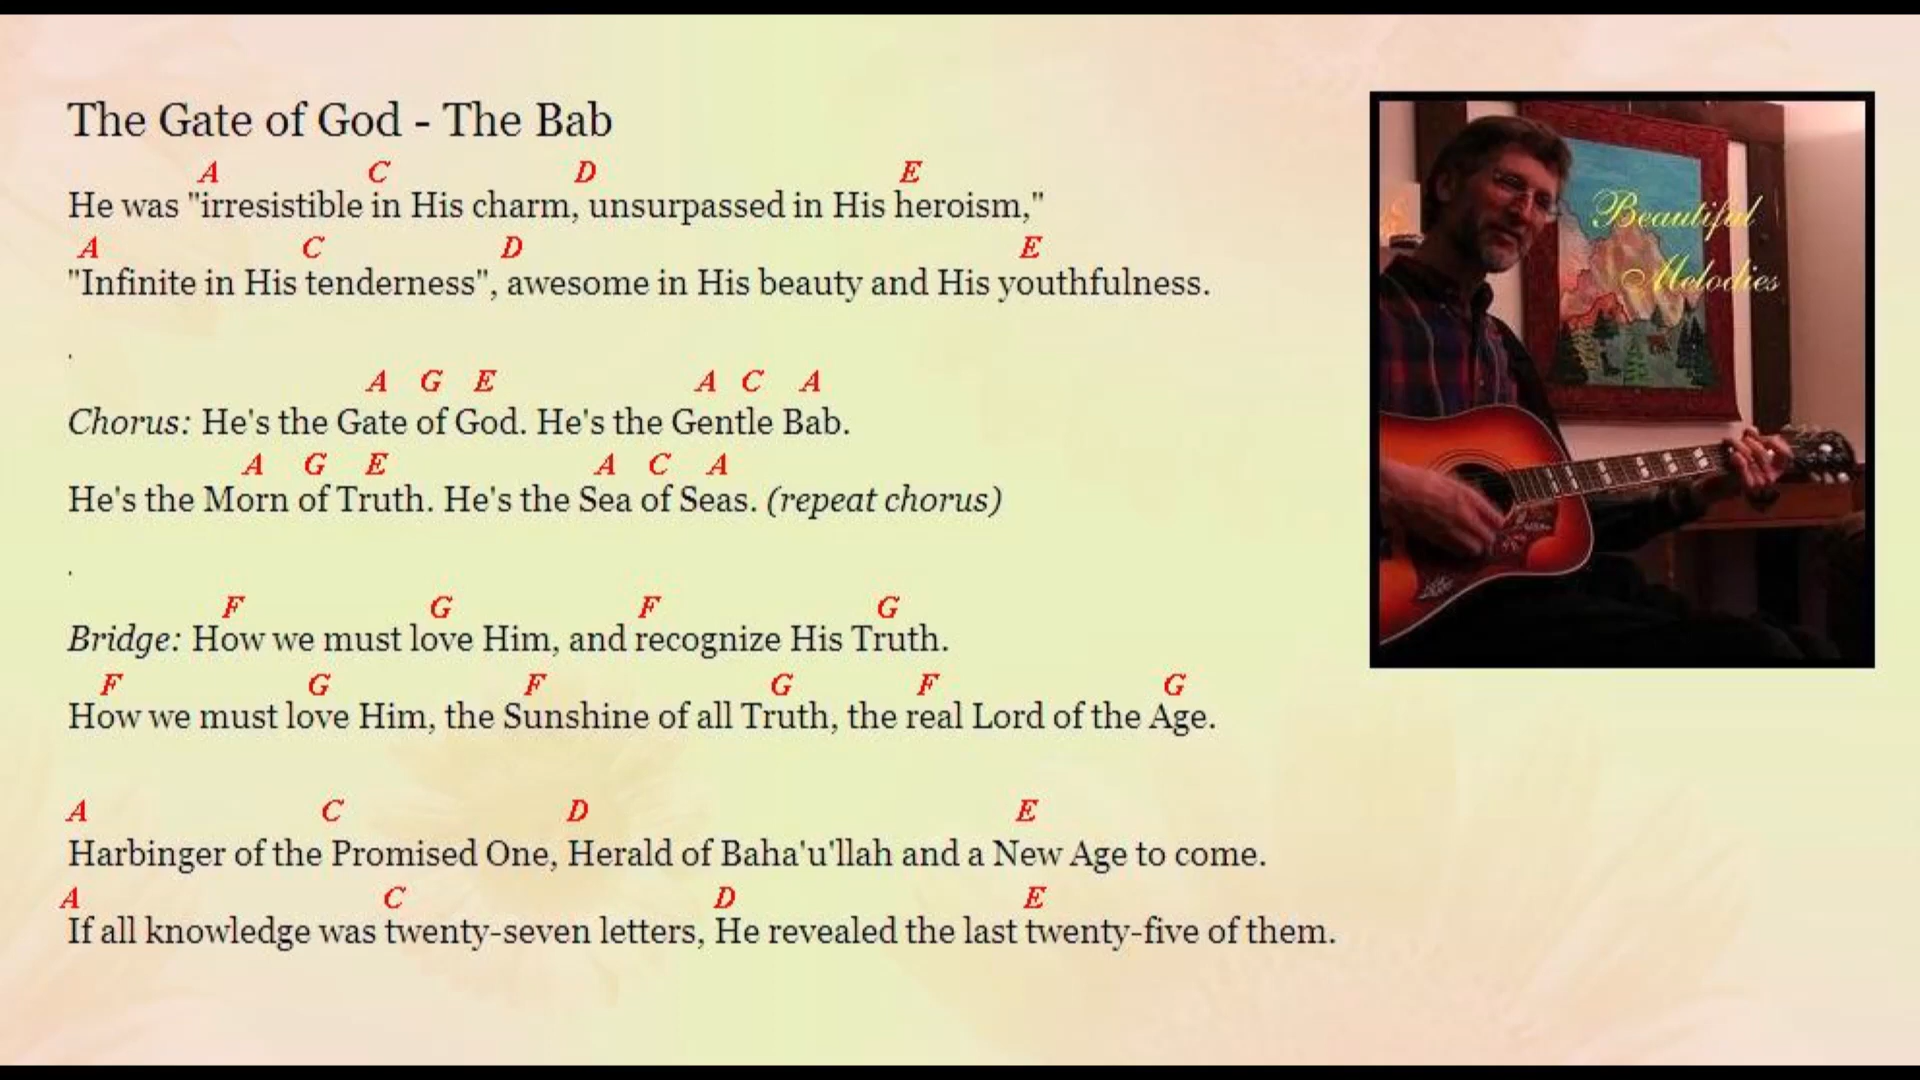 The Gate of God - The Bab
A C D E
He was "irresistible in His charm, unsurpassed in His heroism,"
A C D E
"Infinite in His tenderness", awesome in His beauty and His youthfulness.
.
A G E A C A
Chorus: He's the Gate of God. He's the Gentle Bab.
A G E A C A
He's the Morn of Truth. He's the Sea of Seas. (repeat chorus)
.
F G F G
Bridge: How we must love Him, and recognize His Truth.
F G F G F G
How we must love Him, the Sunshine of all Truth, the real Lord of the Age.
A C D E
Harbinger of the Promised One, Herald of Baha'u'llah and a New Age to come.
A C D E
If all knowledge was twenty-seven letters, He revealed the last twenty-five of them.
Beautiful
Melodies